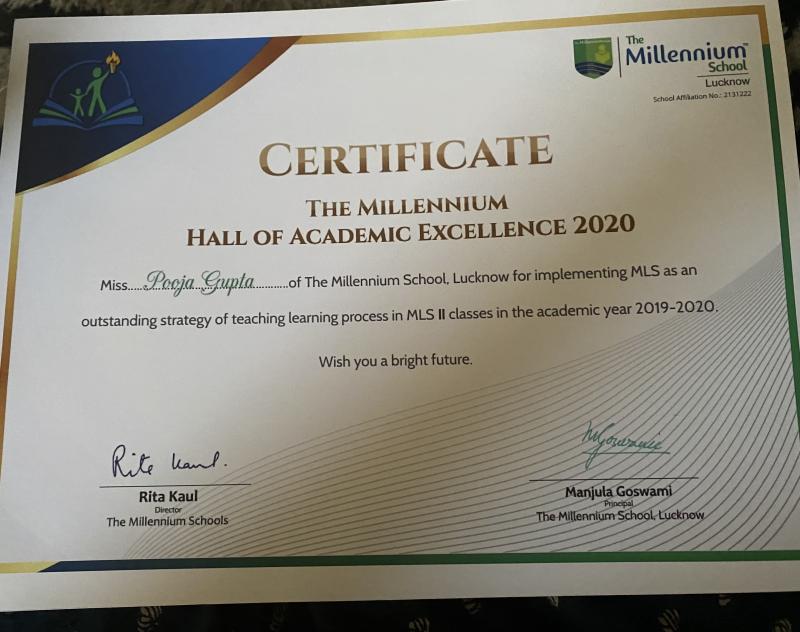 The
Millennium™
School
Lucknow
School Affiliation No.: 2131222
CERTIFICATE
THE MILLENNIUM
HALL OF ACADEMIC EXCELLENCE 2020
Miss.....Pooja Gupta...........of The Millennium School, Lucknow for implementing MLS as an
outstanding strategy of teaching learning process in MLS II classes in the academic year 2019-2020.
Wish you a bright future.
Rita Kaul.
Rita Kaul
Director
The Millennium Schools
MGoswami
Manjula Goswami
Principal
The Millennium School, Lucknow